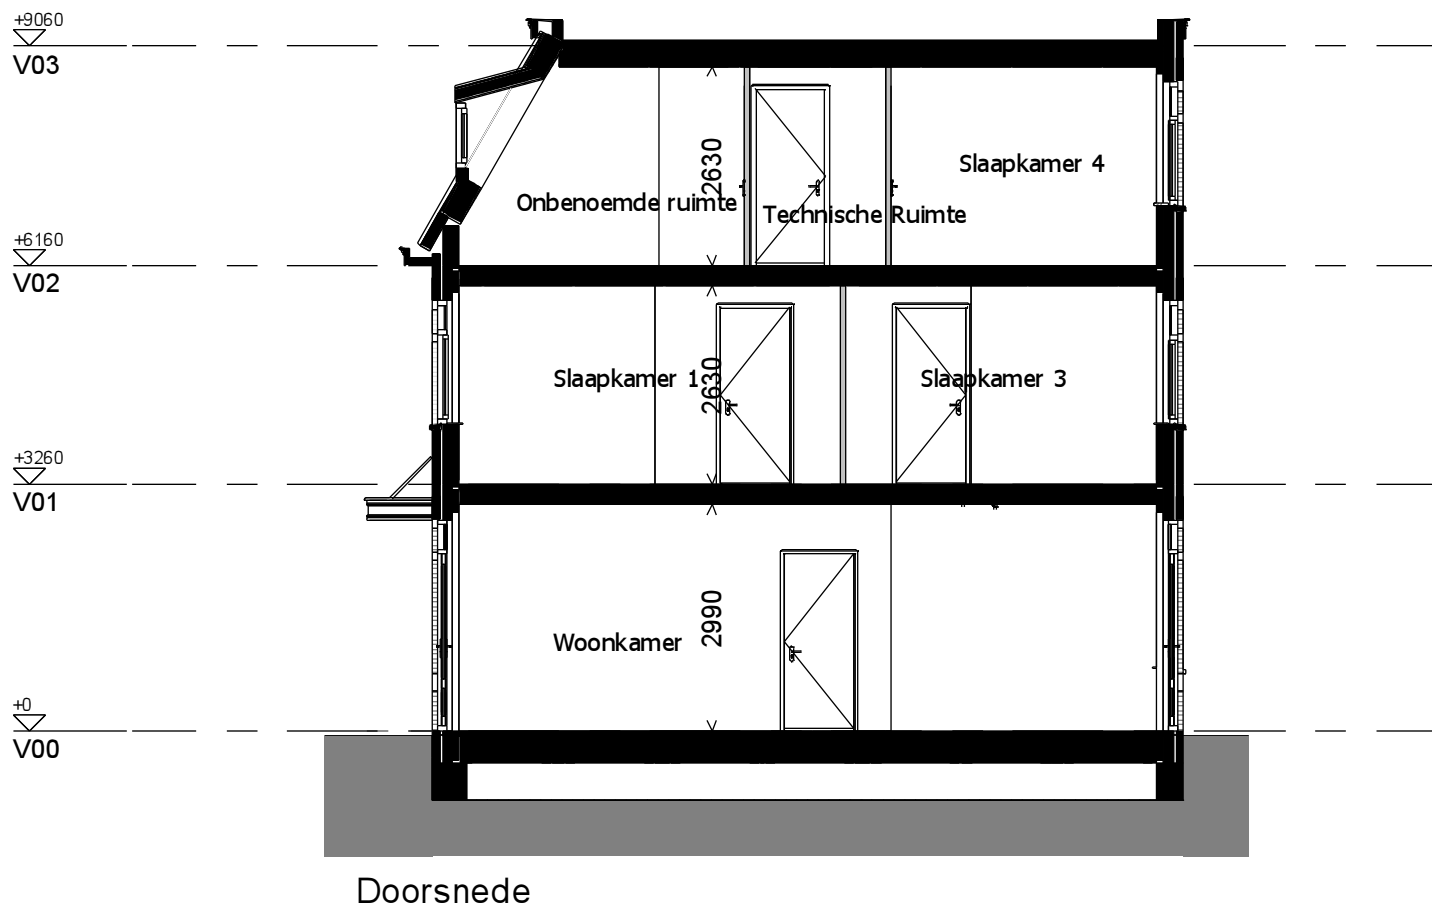 +9060
V03
2630
Slaapkamer 4
Onbenoemde ruimte
Technische Ruimte
+6160
V02
Slaapkamer 1
2630
Slaapkamer 3
+3260
V01
2990
Woonkamer
+0
V00
Doorsnede